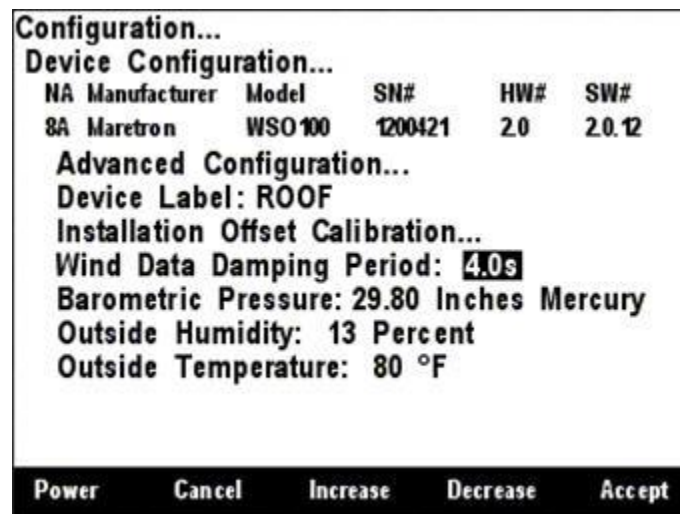 Configuration...
Device Configuration...
NA Manufacturer Model SN# HW# SW#
8A Maretron WSO100 1200421 2.0 2.0.12
Advanced Configuration...
Device Label: ROOF
Installation Offset Calibration...
Wind Data Damping Period: 4.0s
Barometric Pressure: 29.80 Inches Mercury
Outside Humidity: 13 Percent
Outside Temperature: 80 °F
Power Cancel Increase Decrease Accept